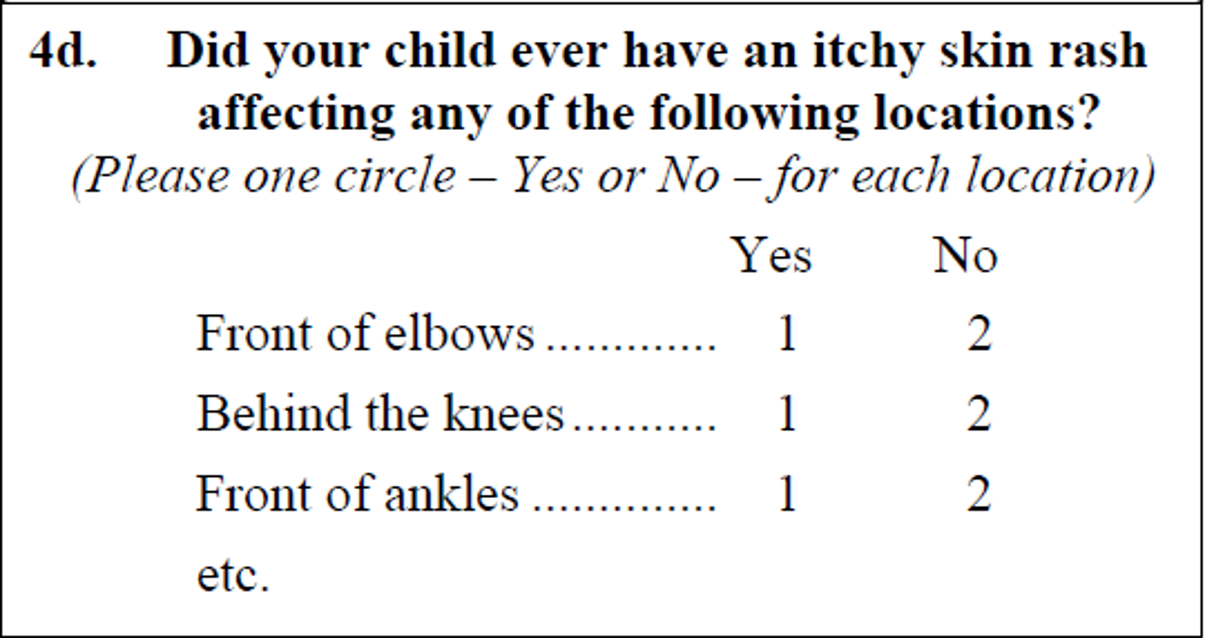 4d. Did your child ever have an itchy skin rash
affecting any of the following locations?
(Please one circle – Yes or No – for each location)
Yes No
Front of elbows ............. 1 2
Behind the knees........... 1 2
Front of ankles .............. 1 2
etc.